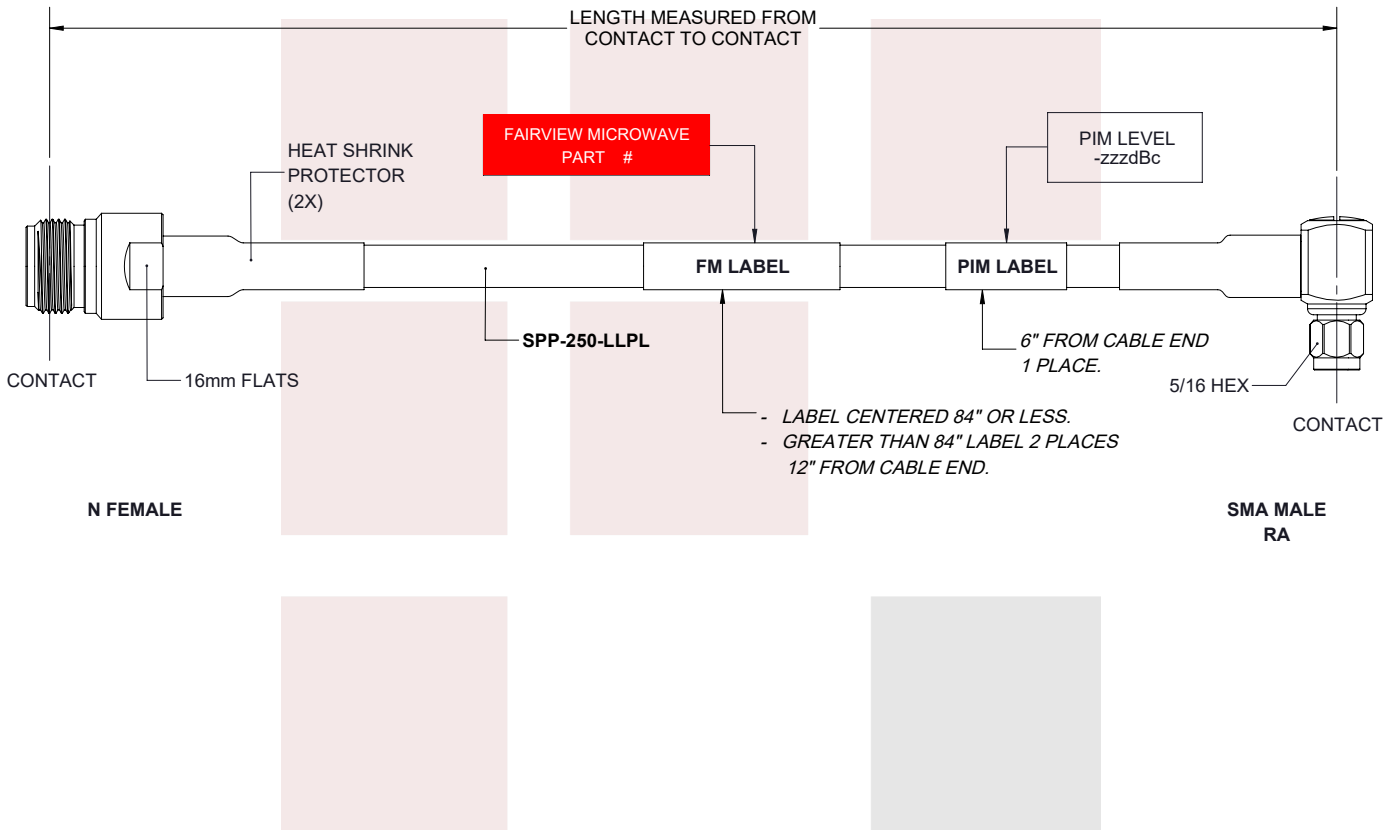 LENGTH MEASURED FROM
CONTACT TO CONTACT
FAIRVIEW MICROWAVE
PART #
PIM LEVEL
-zzzdBc
HEAT SHRINK
PROTECTOR
(2X)
FM LABEL
PIM LABEL
SPP-250-LLPL
6" FROM CABLE END
1 PLACE.
CONTACT
16mm FLATS
5/16 HEX
- LABEL CENTERED 84" OR LESS.
- GREATER THAN 84" LABEL 2 PLACES
12" FROM CABLE END.
CONTACT
N FEMALE
SMA MALE
RA